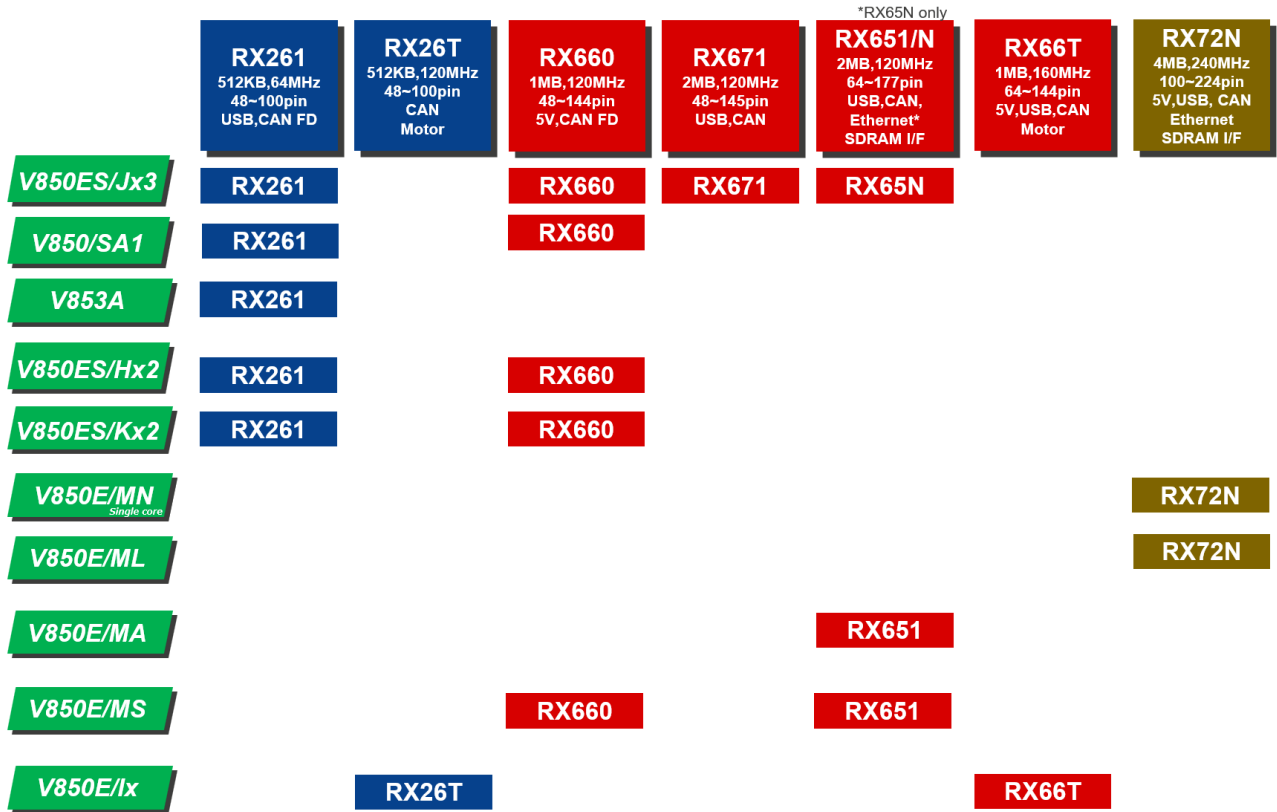 *RX65N only
RX261
512KB,64MHz
48~100pin
USB,CAN FD
RX26T
512KB,120MHz
48~100pin
CAN
Motor
RX660
1MB,120MHz
48~144pin
5V,CAN FD
RX671
2MB,120MHz
48~145pin
USB,CAN
RX651/N
2MB,120MHz
64~177pin
USB,CAN,
Ethernet*
SDRAM I/F
RX66T
1MB,160MHz
64~144pin
5V,USB,CAN
Motor
RX72N
4MB,240MHz
100~224pin
5V,USB, CAN
Ethernet
SDRAM I/F
V850ES/Jx3 RX261 RX660 RX671 RX65N
V850/SA1 RX261 RX660
V853A RX261
V850ES/Hx2 RX261 RX660
V850ES/Kx2 RX261 RX660
V850E/MN RX72N
Single core
V850E/ML RX72N
V850E/MA RX651
V850E/MS RX660 RX651
V850E/Ix RX26T RX66T